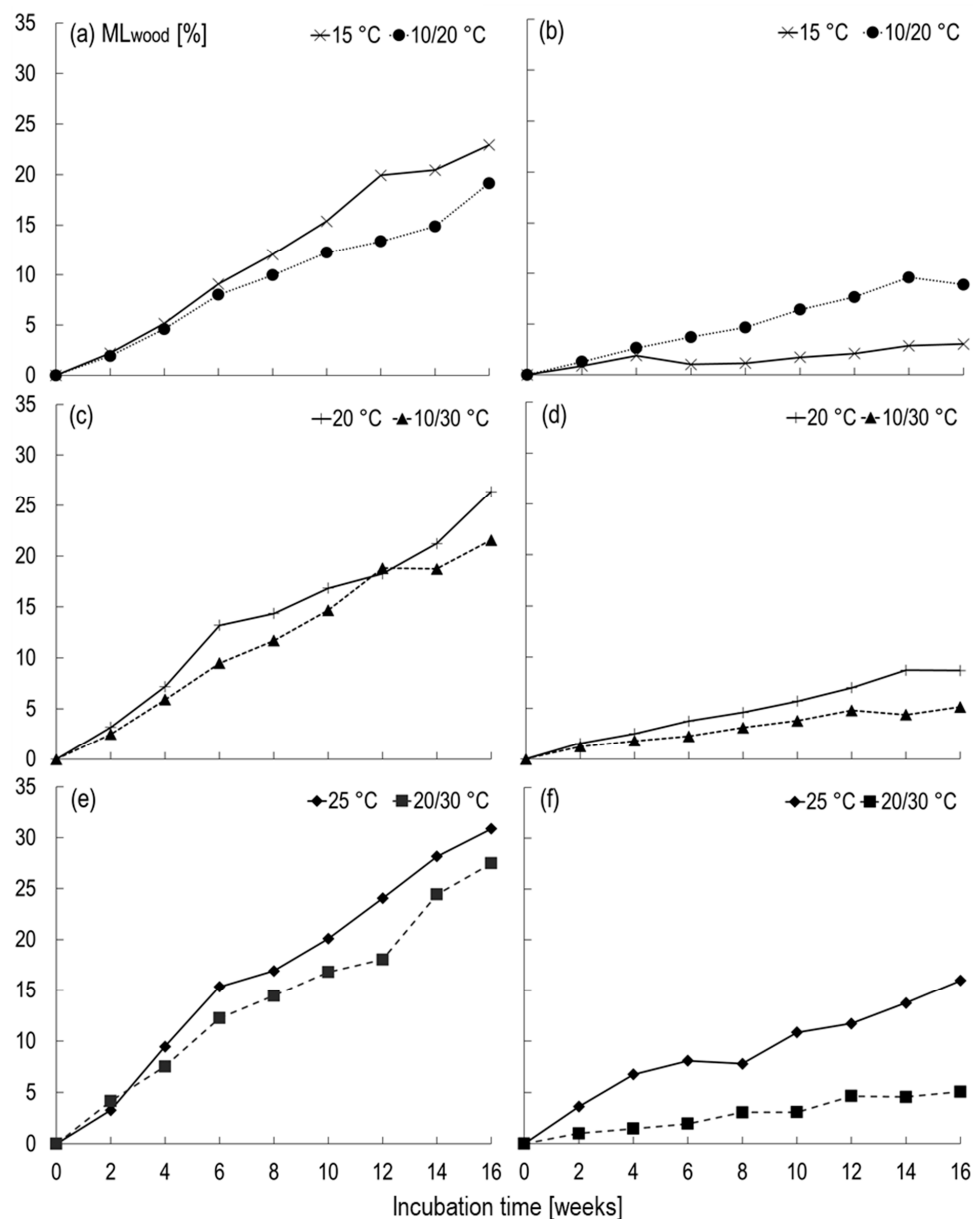 35
30
25
20
15
10
5
0
(a) MLwood [%]
15 °C 10/20 °C
(b)
15 °C 10/20 °C
35
30
25
20
15
10
5
0
(c)
20 °C 10/30 °C
(d)
20 °C 10/30 °C
35
30
25
20
15
10
5
0
(e)
25 °C 20/30 °C
(f)
25 °C 20/30 °C
0 2 4 6 8 10 12 14 16
0 2 4 6 8 10 12 14 16
Incubation time [weeks]